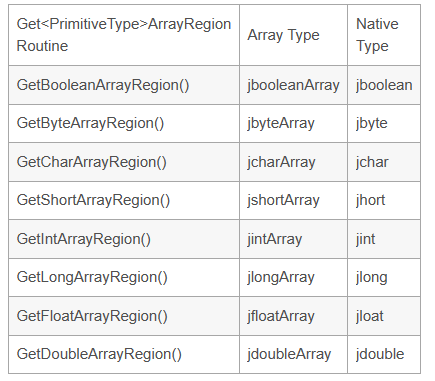 Get<PrimitiveType>ArrayRegion Routine Array Type Native Type
GetBooleanArrayRegion() jbooleanArray jboolean
GetByteArrayRegion() jbyteArray jbyte
GetCharArrayRegion() jcharArray jchar
GetShortArrayRegion() jshortArray jhort
GetIntArrayRegion() jintArray jint
GetLongArrayRegion() jlongArray jlong
GetFloatArrayRegion() jfloatArray jloat
GetDoubleArrayRegion() jdoubleArray jdouble